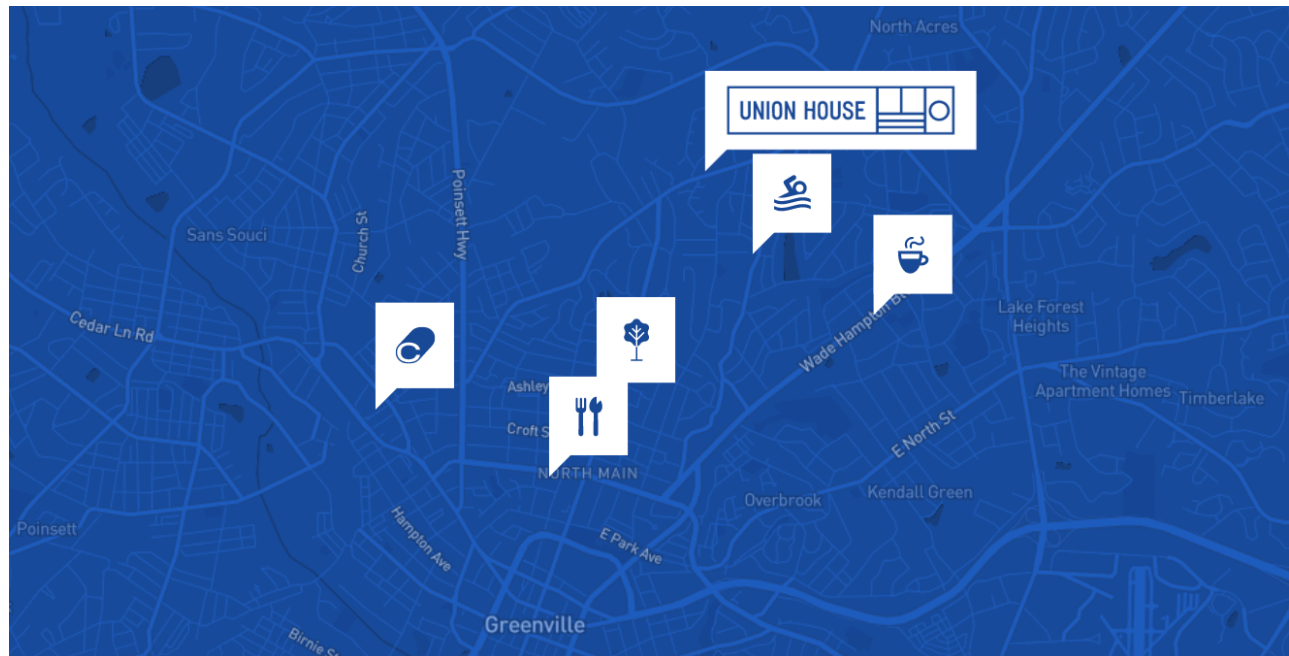 North Acres
UNION HOUSE
Poinsett Hwy
Church St
Sans Souci
Cedar Ln Rd
Lake Forest
Heights
Wade Hampton
The Vintage
Apartment Homes
Timberlake
Ashley
Croft S
E North St
NORTH MAIN
Overbrook
Kendall Green
Poinsett
Hampton Ave
E Park Ave
Greenville
Birnie St